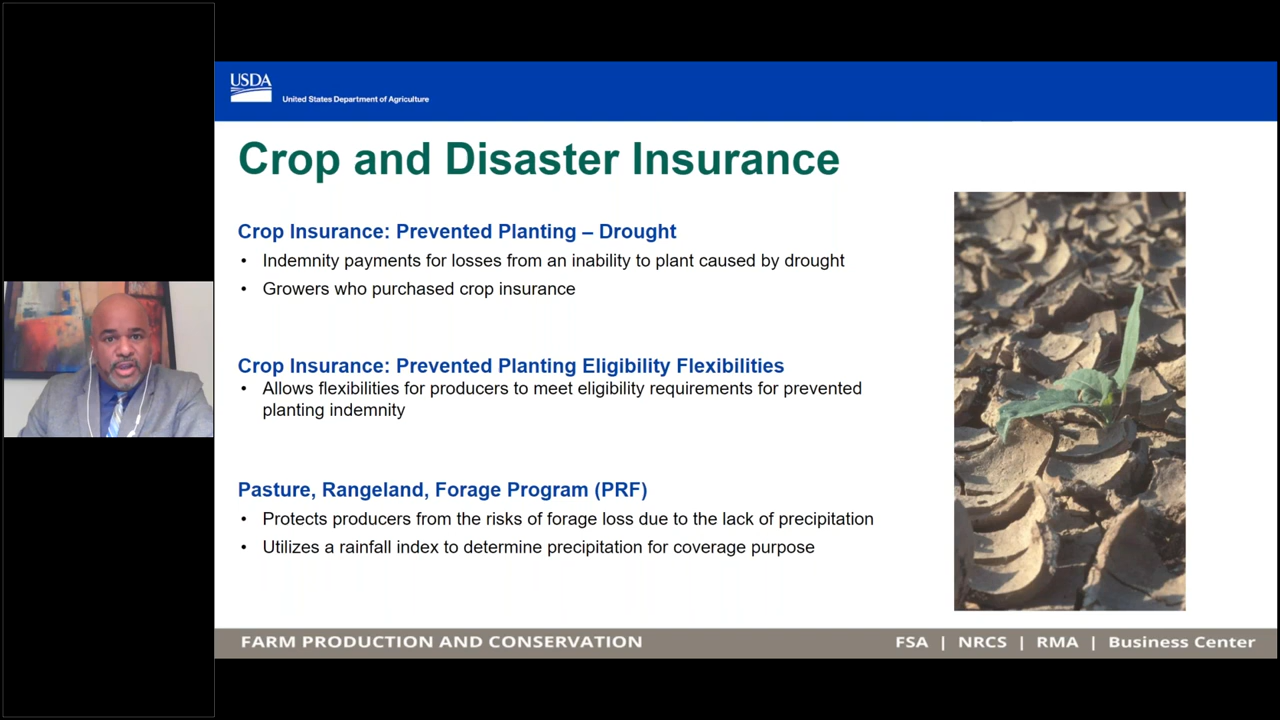 USDA
United States Department of Agriculture
Crop and Disaster Insurance
Crop Insurance: Prevented Planting – Drought
• Indemnity payments for losses from an inability to plant caused by drought
• Growers who purchased crop insurance
Crop Insurance: Prevented Planting Eligibility Flexibilities
• Allows flexibilities for producers to meet eligibility requirements for prevented
planting indemnity
Pasture, Rangeland, Forage Program (PRF)
• Protects producers from the risks of forage loss due to the lack of precipitation
• Utilizes a rainfall index to determine precipitation for coverage purpose
FARM PRODUCTION AND CONSERVATION
FSA | NRCS | RMA | Business Center